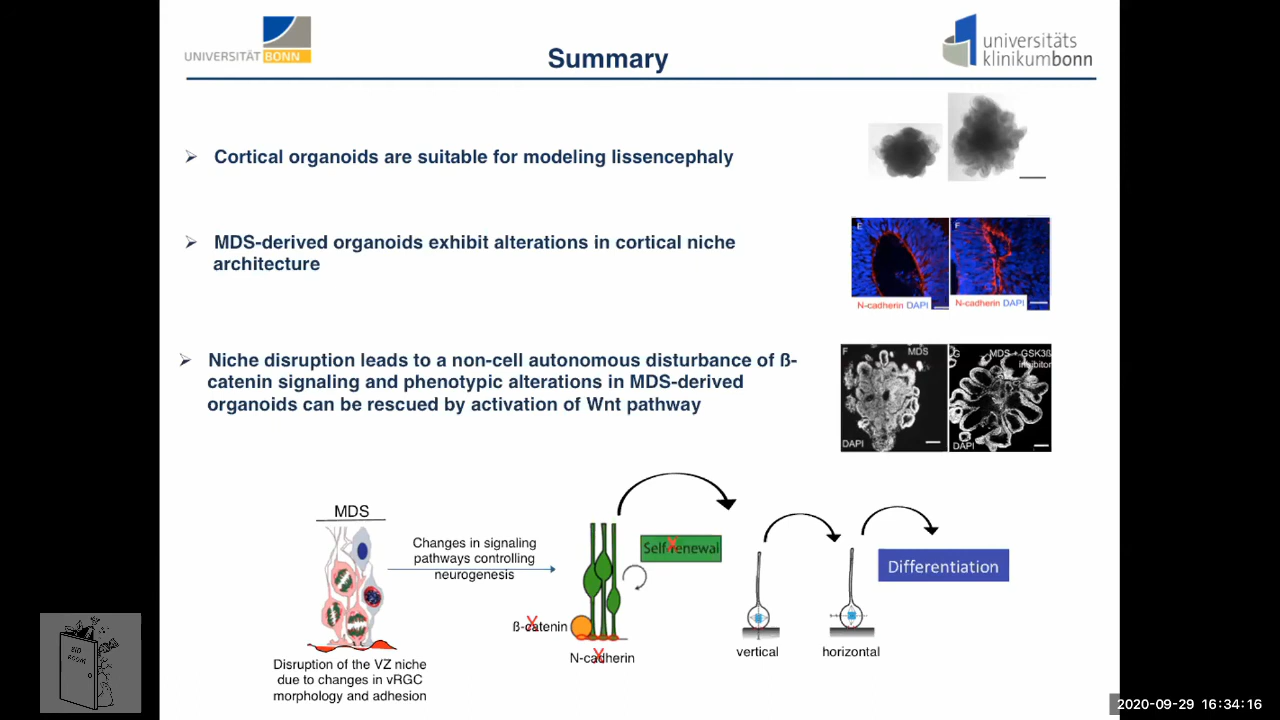 UNIVERSITÄT BONN
universitäts
klinikumbonn
Summary
Cortical organoids are suitable for modeling lissencephaly
MDS-derived organoids exhibit alterations in cortical niche
architecture
E
F
N-cadherin DAPI
N-cadherin DAPI
Niche disruption leads to a non-cell autonomous disturbance of ß-
catenin signaling and phenotypic alterations in MDS-derived
organoids can be rescued by activation of Wnt pathway
F
MDS
DAPI
G
MDS + GSK3ß
inhibitor
DAPI
MDS
Changes in signaling
pathways controlling
neurogenesis
Self-renewal
X
Differentiation
ß-catenin
X
N-cadherin
X
vertical
horizontal
Disruption of the VZ niche
due to changes in vRGC
morphology and adhesion
BIO
ROOM
2020-09-29 16:34:16